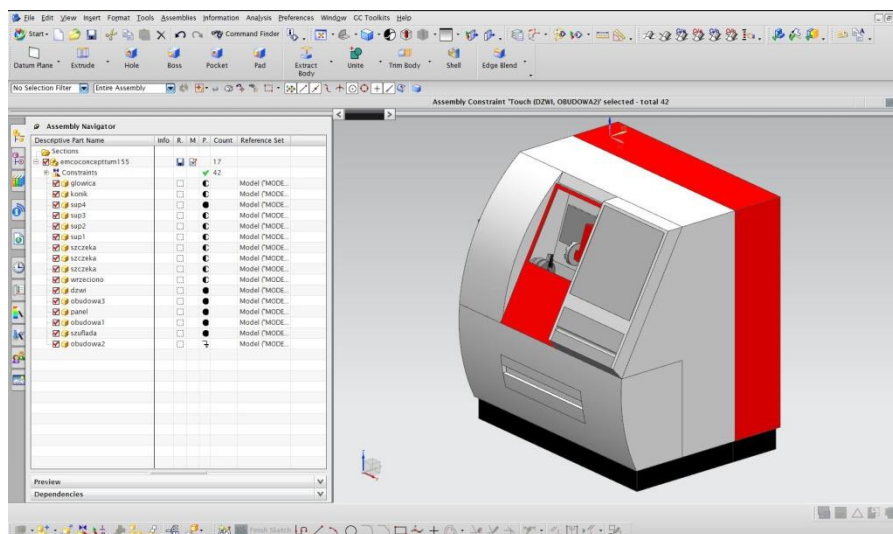 File Edit View Insert Format Tools Assemblies Information Analysis Preferences Window GC Toolkits Help
Start Command Finder
Datum Plane Extrude Hole Boss Pocket Pad Extract Body Unite Trim Body Shell Edge Blend
No Selection Filter Entire Assembly
Assembly Constraint 'Touch (DZWI, OBUDOWA2)' selected - total 42
Assembly Navigator
Descriptive Part Name Info R. M P. Count Reference Set
Sections
emcoconcepttum155 17
Constraints 42
glowica Model ("MODE...
konik Model ("MODE...
sup4 Model ("MODE...
sup3 Model ("MODE...
sup2 Model ("MODE...
sup1 Model ("MODE...
szczeka Model ("MODE...
szczeka Model ("MODE...
szczeka Model ("MODE...
wrzeciono Model ("MODE...
dzwi Model ("MODE...
obudowa3 Model ("MODE...
panel Model ("MODE...
obudowa1 Model ("MODE...
szuflada Model ("MODE...
obudowa2 Model ("MODE...
Preview
Dependencies
Finish Sketch